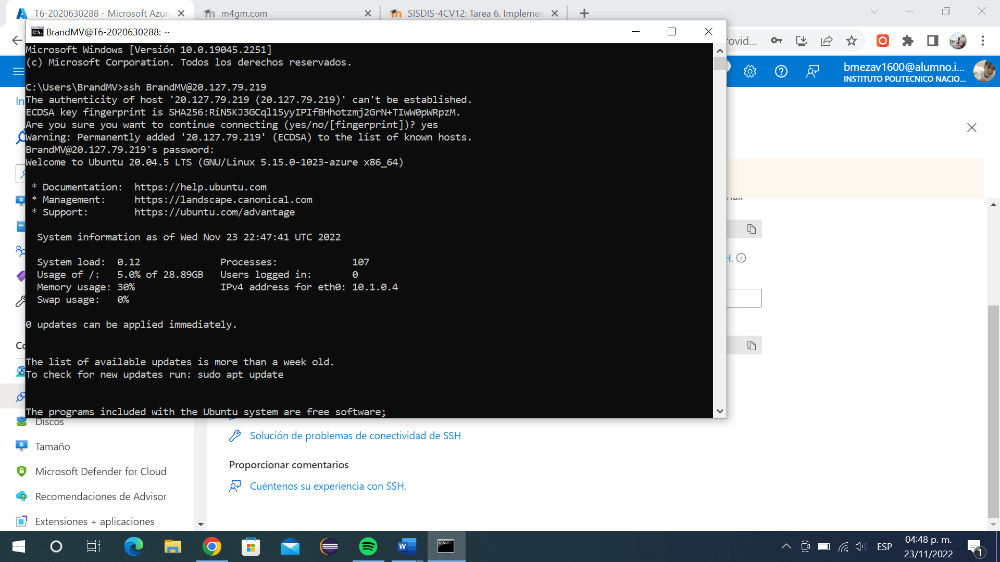 T6-2020630288 - Microsoft Azure
m4gm.com
SISDIS-4CV12: Tarea 6. Implemen
BrandMV@T6-2020630288: ~
rovid...
bmezav1600@alumno.i...
INSTITUTO POLITECNICO NACIO...
Microsoft Windows [Versión 10.0.19045.2251]
(c) Microsoft Corporation. Todos los derechos reservados.
C:\Users\BrandMV>ssh BrandMV@20.127.79.219
The authenticity of host '20.127.79.219 (20.127.79.219)' can't be established.
ECDSA key fingerprint is SHA256:RiN5KJ3GCql15yyIPIfBHhotzmj2GrN+TIwW0pWRpzM.
Are you sure you want to continue connecting (yes/no/[fingerprint])? yes
Warning: Permanently added '20.127.79.219' (ECDSA) to the list of known hosts.
BrandMV@20.127.79.219's password:
Welcome to Ubuntu 20.04.5 LTS (GNU/Linux 5.15.0-1023-azure x86_64)
* Documentation:  https://help.ubuntu.com
* Management:     https://landscape.canonical.com
* Support:        https://ubuntu.com/advantage
System information as of Wed Nov 23 22:47:41 UTC 2022
System load:  0.12              Processes:             107
Usage of /:   5.0% of 28.89GB   Users logged in:       0
Memory usage: 30%               IPv4 address for eth0: 10.1.0.4
Swap usage:   0%
0 updates can be applied immediately.
The list of available updates is more than a week old.
To check for new updates run: sudo apt update
The programs included with the Ubuntu system are free software;
In
Co
H.
Discos
Tamaño
Microsoft Defender for Cloud
Recomendaciones de Advisor
Extensiones + aplicaciones
Solución de problemas de conectividad de SSH
Proporcionar comentarios
Cuéntenos su experiencia con SSH.
ESP
04:48 p. m.
23/11/2022
1